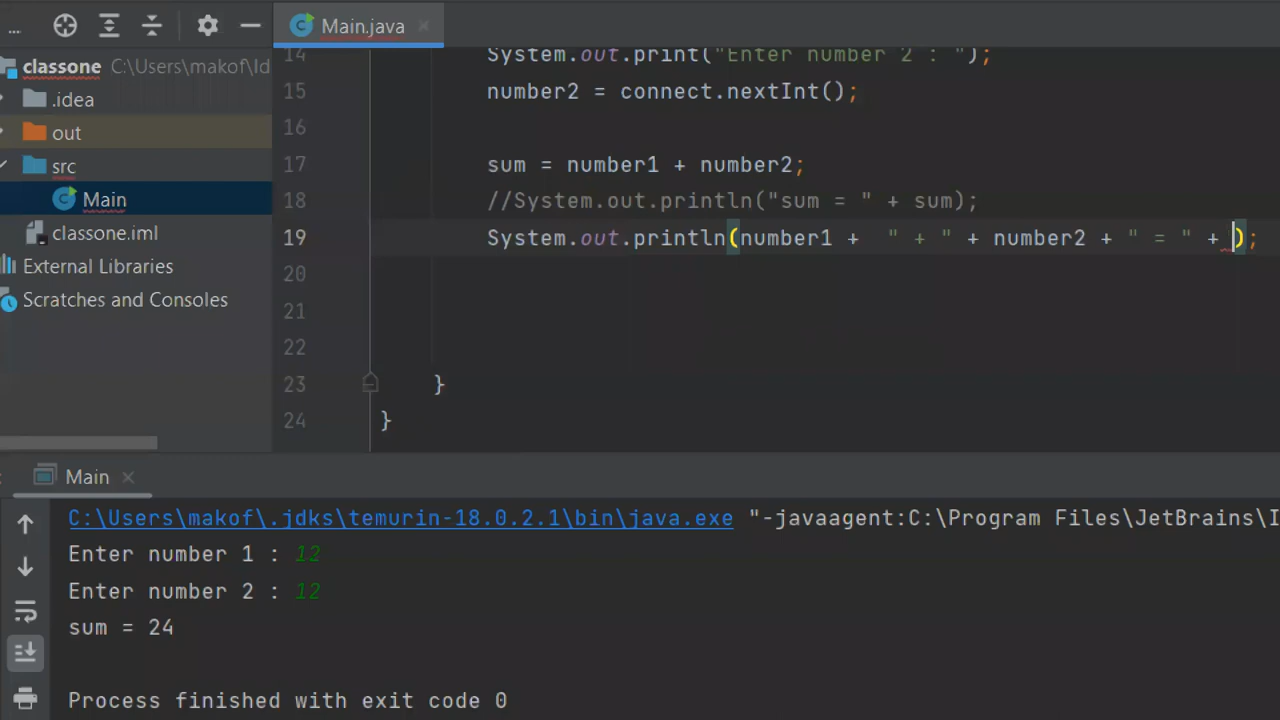 ...
Main.java
classone C:\Users\makof\Id
.idea
out
src
Main
classone.iml
External Libraries
Scratches and Consoles
14 System.out.print("Enter number 2 : ");
15 number2 = connect.nextInt();
16
17 sum = number1 + number2;
18 //System.out.println("sum = " + sum);
19 System.out.println(number1 +  " + " + number2 + " = " + );
20
21
22
23 }
24 }
Main
C:\Users\makof\.jdks\temurin-18.0.2.1\bin\java.exe "-javaagent:C:\Program Files\JetBrains\I
Enter number 1 : 12
Enter number 2 : 12
sum = 24
Process finished with exit code 0